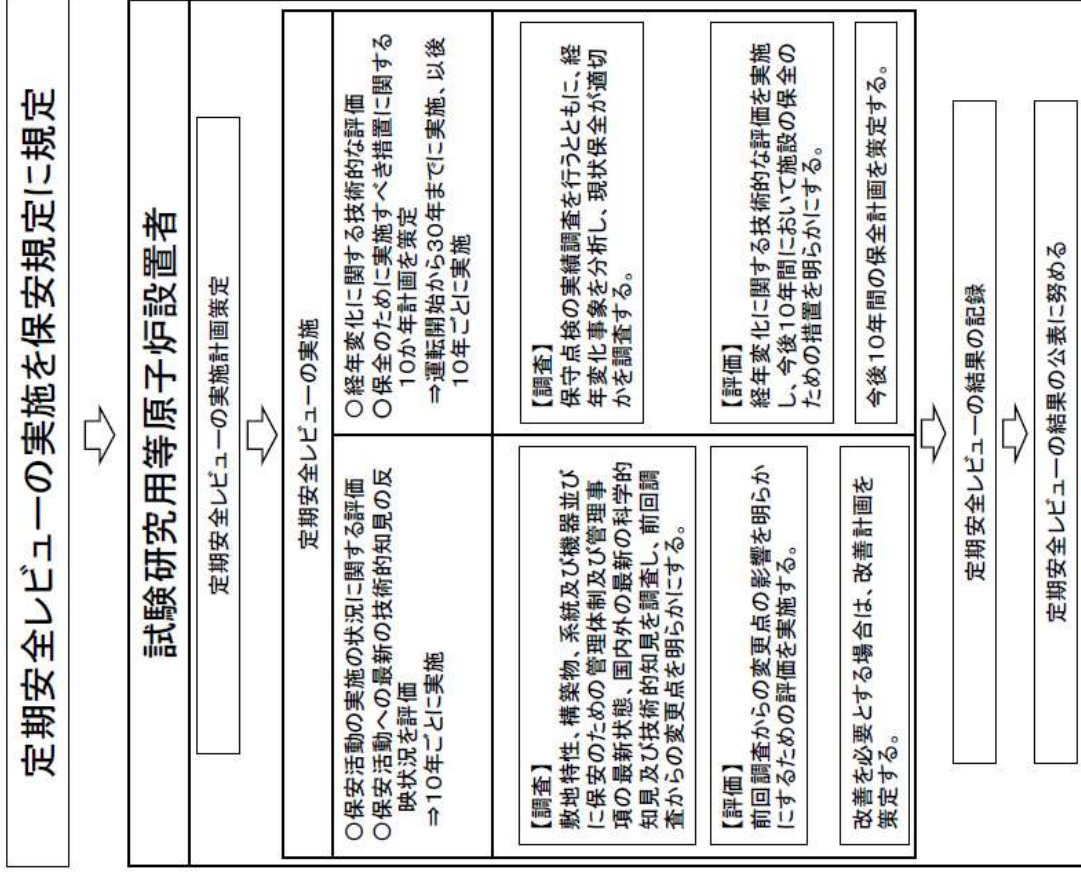 定期安全レビューの実施を保安規定に規定
試験研究用等原子炉設置者
定期安全レビューの実施計画策定
定期安全レビューの実施
○保安活動の実施の状況に関する評価
○保安活動への最新の技術的知見の反
映状況を評価
⇒10年ごとに実施
○経年変化に関する技術的な評価
○保全のために実施すべき措置に関する
10か年計画を策定
⇒運転開始から30年までに実施、以後
10年ごとに実施
【調査】
敷地特性、構築物、系統及び機器並び
に保安のための管理体制及び管理事
項の最新状態、国内外の最新の科学的
知見及び技術的知見を調査し、前回調
査からの変更点を明らかにする。
【調査】
保守点検の実績調査を行うとともに、経
年変化事象を分析し、現状保全が適切
かを調査する。
【評価】
前回調査からの変更点の影響を明らか
にするための評価を実施する。
【評価】
経年変化に関する技術的な評価を実施
し、今後10年間において施設の保全の
ための措置を明らかにする。
改善を必要とする場合は、改善計画を
策定する。
今後10年間の保全計画を策定する。
定期安全レビューの結果の記録
定期安全レビューの結果の公表に努める